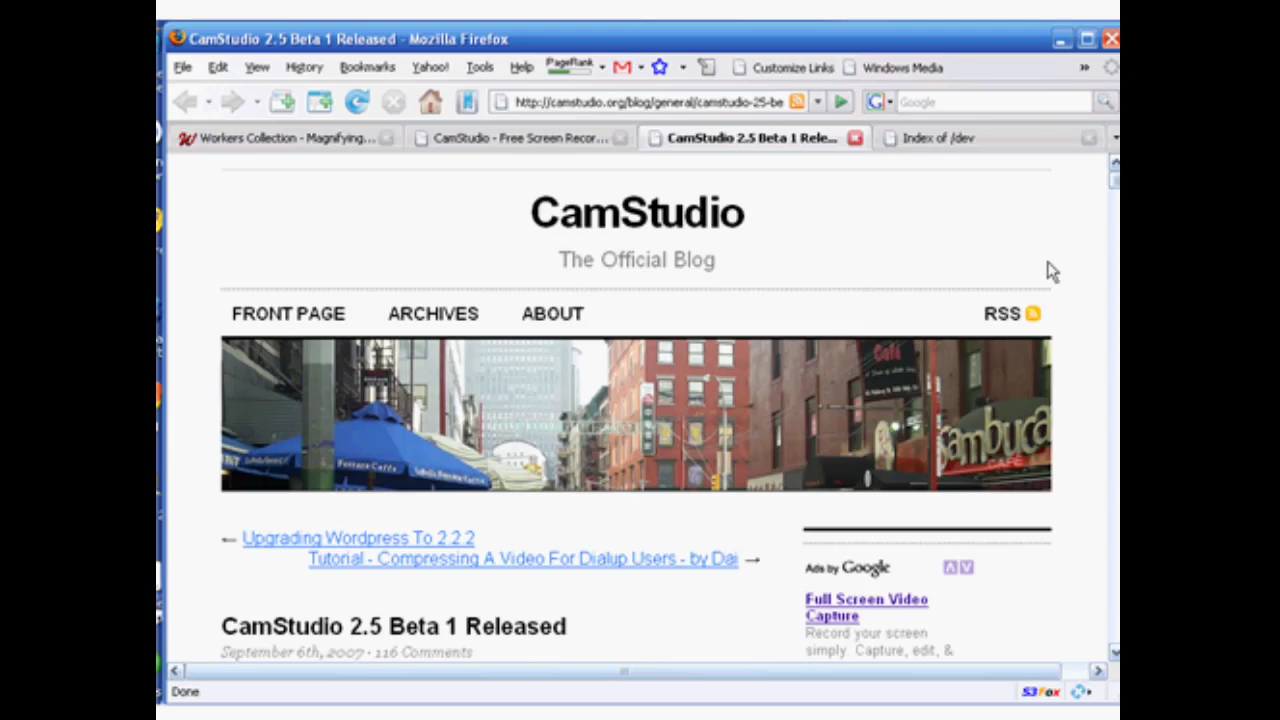 CamStudio 2.5 Beta 1 Released - Mozilla Firefox
File Edit View History Bookmarks Yahoo! Tools Help PageRank Customize Links Windows Media »
http://camstudio.org/blog/general/camstudio-25-be G Google
Workers Collection - Magnifying... CamStudio - Free Screen Recor... CamStudio 2.5 Beta 1 Rele... Index of /dev
CamStudio
The Official Blog
FRONT PAGE ARCHIVES ABOUT RSS
Café
Ferrara Caffe
Sambuca
CAFE
← Upgrading Wordpress To 2.2.2
Tutorial - Compressing A Video For Dialup Users - by Dai →
Ads by Google
Full Screen Video
Capture
Record your screen
simply. Capture, edit, &
CamStudio 2.5 Beta 1 Released
September 6th, 2007 · 116 Comments
Done S3Fox